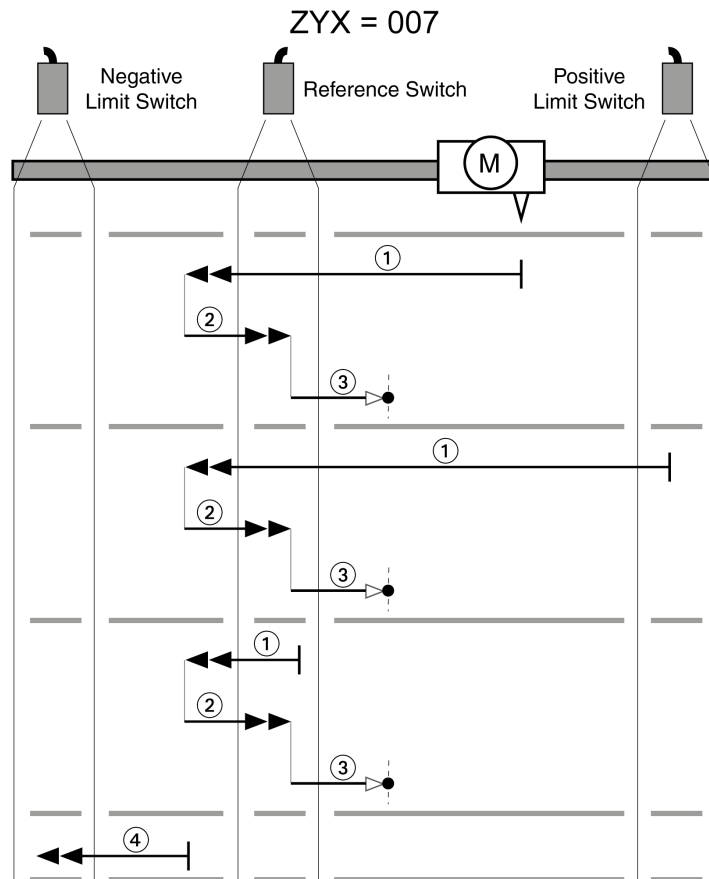 ZYX = 007
Negative
Limit Switch
Reference Switch
Positive
Limit Switch
M
1
2
3
1
2
3
1
2
3
4